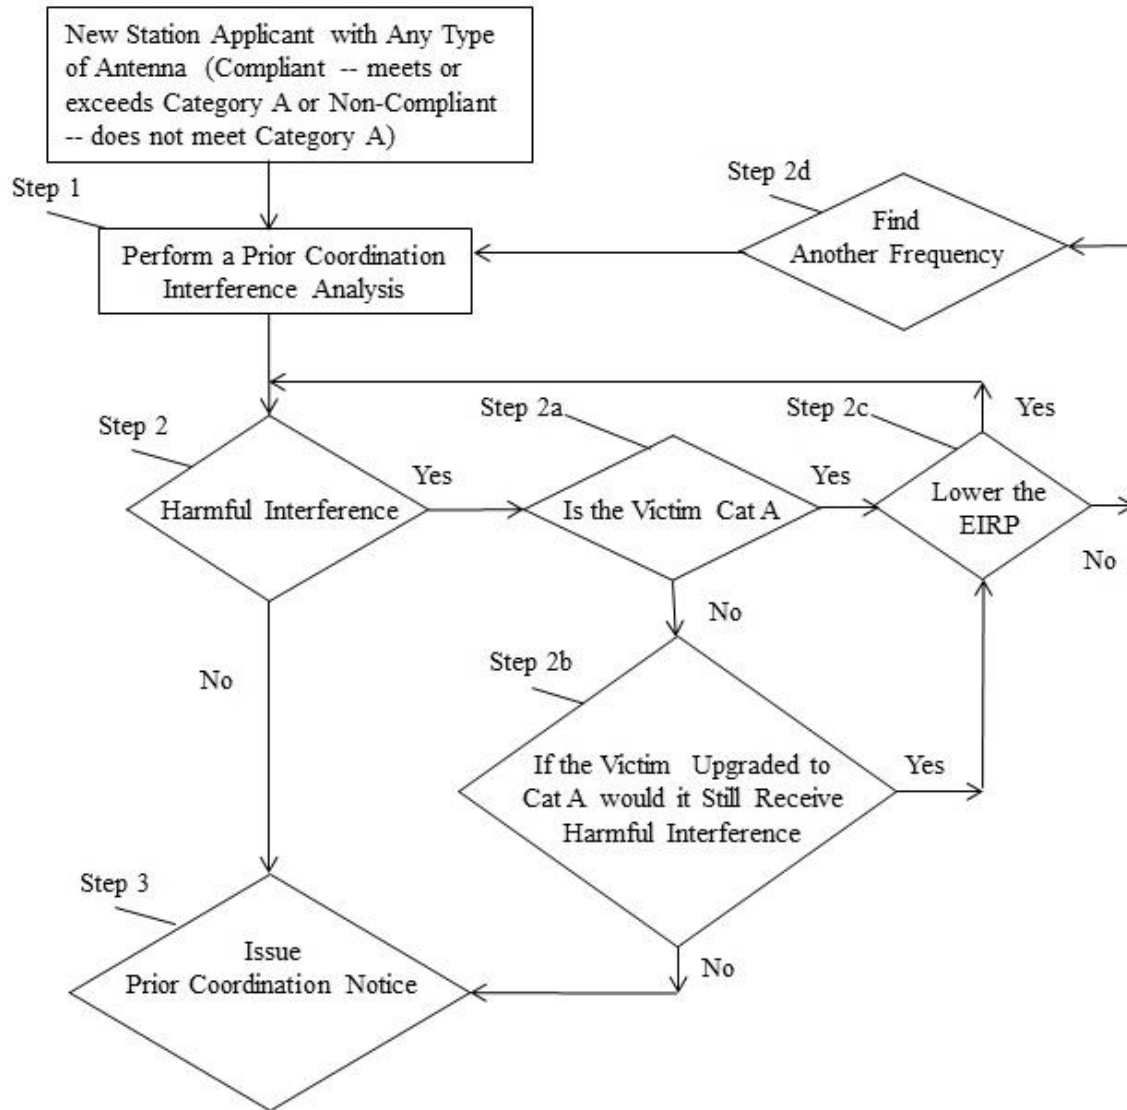 New Station Applicant with Any Type
of Antenna (Compliant -- meets or
exceeds Category A or Non-Compliant
-- does not meet Category A)
Step 1
Step 2d
Find
Another Frequency
Perform a Prior Coordination
Interference Analysis
Step 2
Step 2a
Step 2c
Yes
Yes
Yes
Harmful Interference
Is the Victim Cat A
Lower the
EIRP
No
No
No
Step 2b
If the Victim Upgraded to
Cat A would it Still Receive
Harmful Interference
Yes
Step 3
Issue
Prior Coordination Notice
No